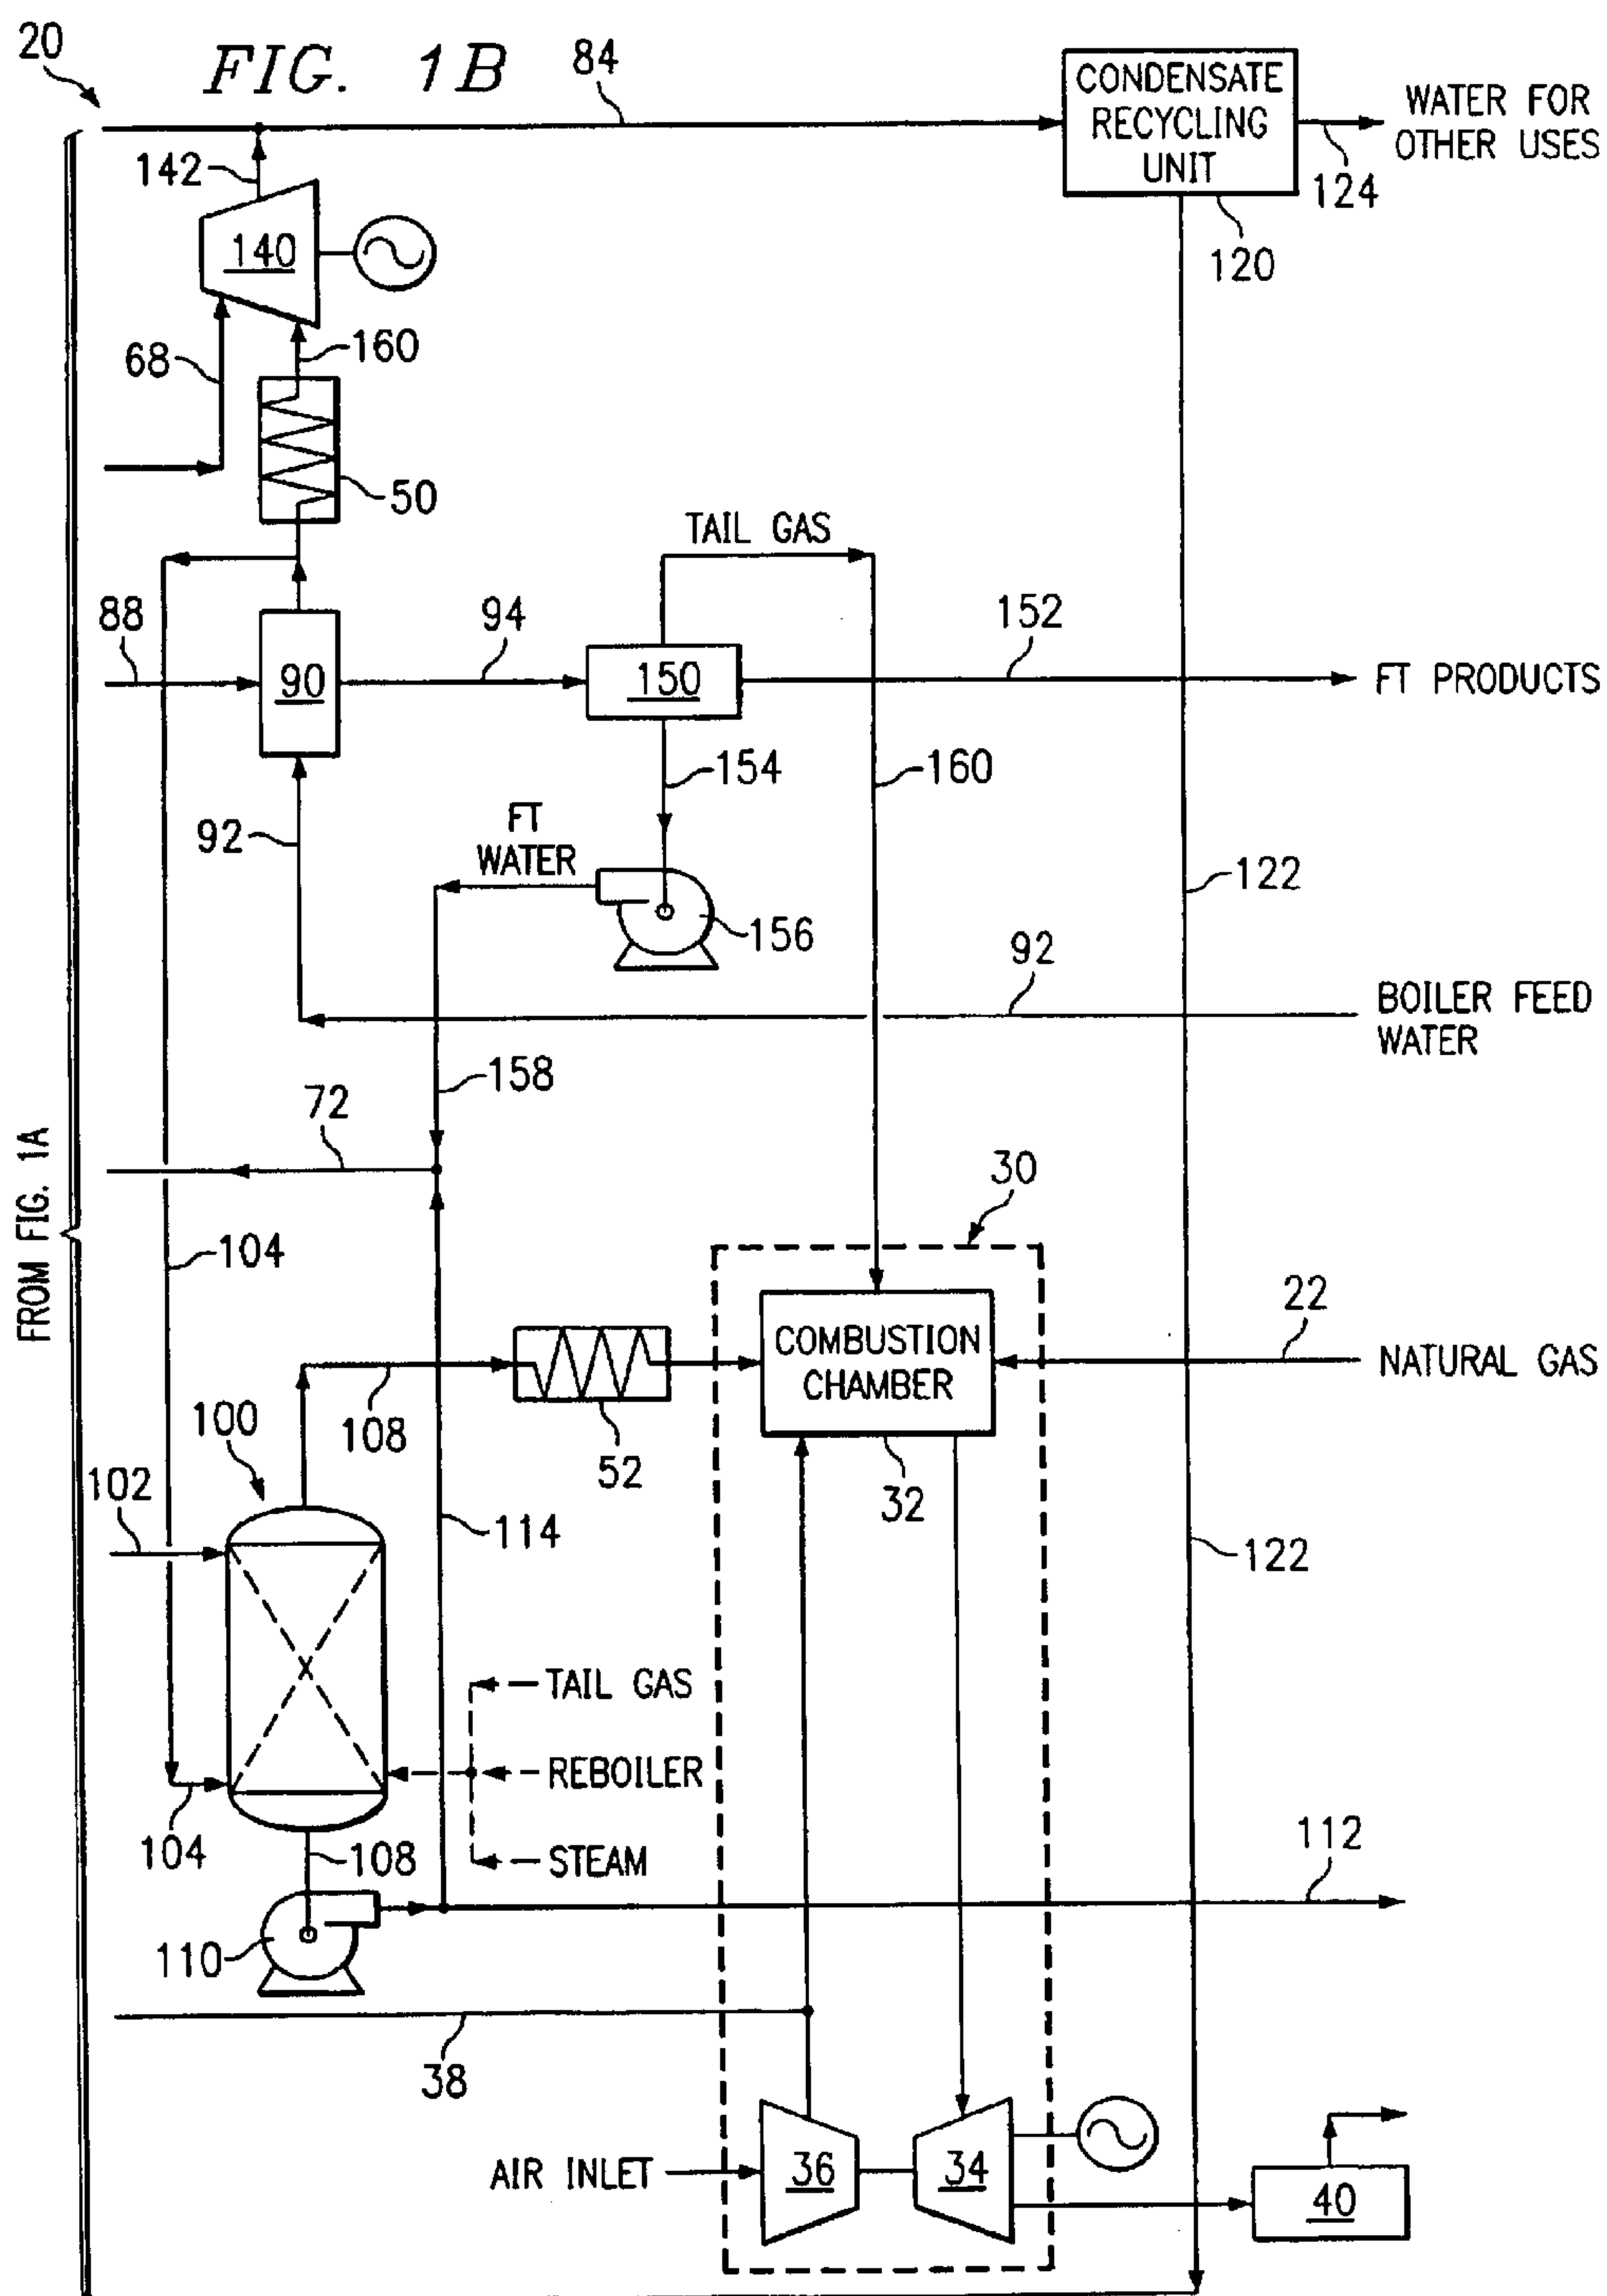 20
FIG. 1B
84
CONDENSATE
RECYCLING
UNIT
WATER FOR
OTHER USES
124
142
140
120
68
160
50
TAIL GAS
88
94
152
90
150
FT PRODUCTS
154
160
92
FT
WATER
122
156
92
BOILER FEED
WATER
158
72
FROM FIG. 1A
30
104
22
COMBUSTION
CHAMBER
NATURAL GAS
100
108
52
32
102
114
122
TAIL GAS
REBOILER
104
108
STEAM
112
110
38
AIR INLET
36
34
40